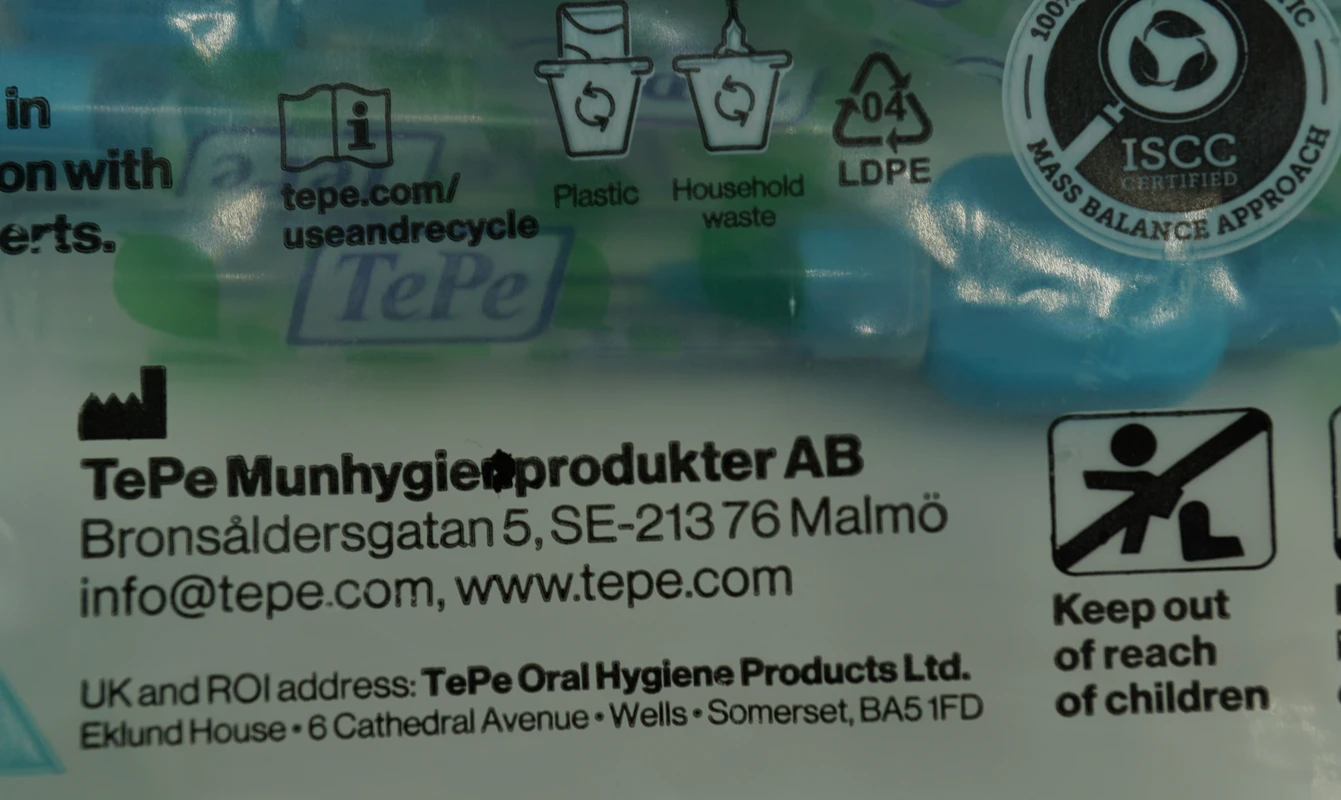 100%
TIC
ISCC
CERTIFIED
MASS BALANCE APPROACH
in
on with
erts.
tepe.com/
useandrecycle
Plastic
Household
waste
04
LDPE
TePe
TePe Munhygienprodukter AB
Bronsåldersgatan 5, SE-213 76 Malmö
info@tepe.com, www.tepe.com
UK and ROI address: TePe Oral Hygiene Products Ltd.
Eklund House • 6 Cathedral Avenue • Wells • Somerset, BA5 1FD
Keep out
of reach
of children